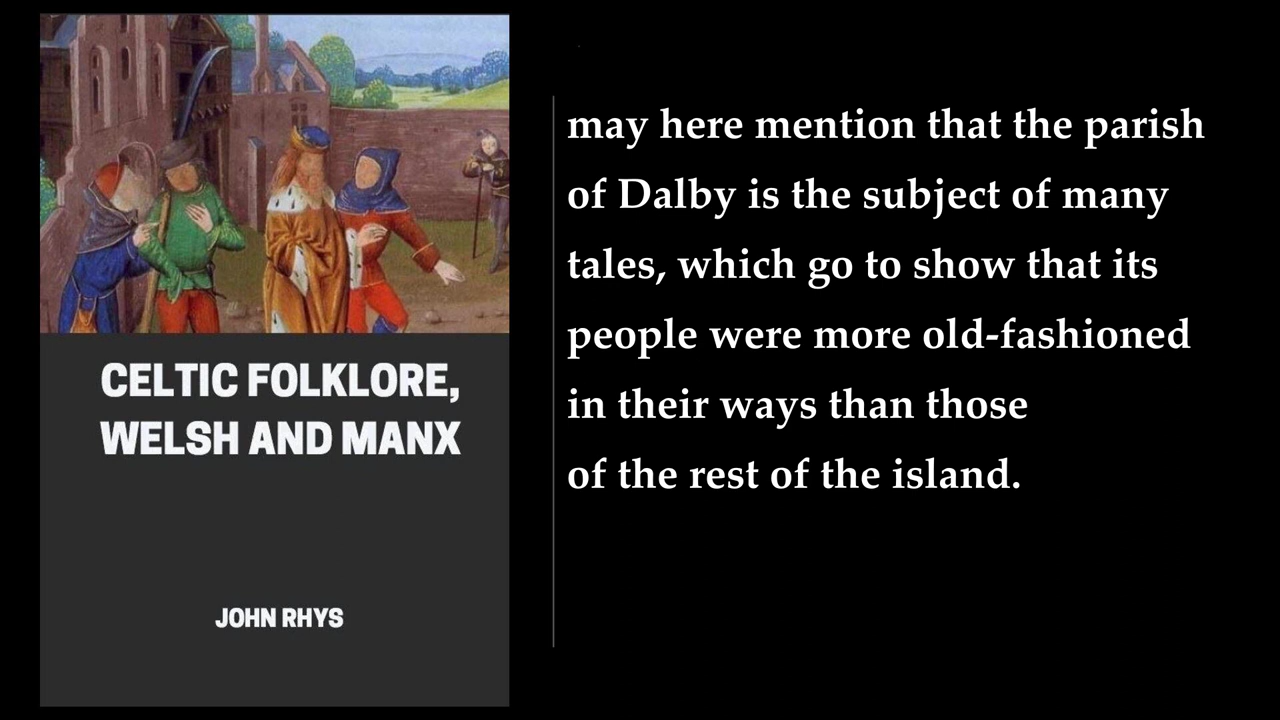 CELTIC FOLKLORE,
WELSH AND MANX
JOHN RHYS
may here mention that the parish
of Dalby is the subject of many
tales, which go to show that its
people were more old-fashioned
in their ways than those
of the rest of the island.